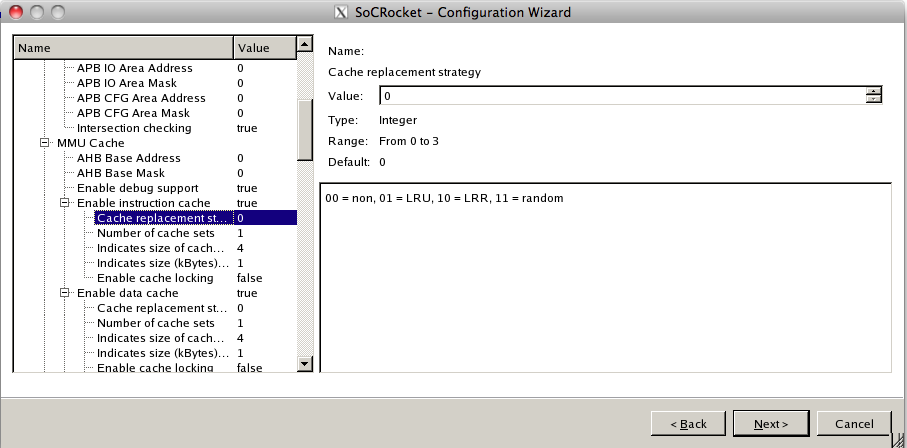 SoCRocket – Configuration Wizard
Name Value
APB IO Area Address 0
APB IO Area Mask 0
APB CFG Area Address 0
APB CFG Area Mask 0
Intersection checking true
MMU Cache
AHB Base Address 0
AHB Base Mask 0
Enable debug support true
Enable instruction cache true
Cache replacement st... 0
Number of cache sets 1
Indicates size of cach... 4
Indicates size (kBytes)... 1
Enable cache locking false
Enable data cache true
Cache replacement st... 0
Number of cache sets 1
Indicates size of cach... 4
Indicates size (kBytes)... 1
Enable cache locking false
Name:
Cache replacement strategy
Value: 0
Type: Integer
Range: From 0 to 3
Default: 0
00 = non, 01 = LRU, 10 = LRR, 11 = random
< Back Next > Cancel